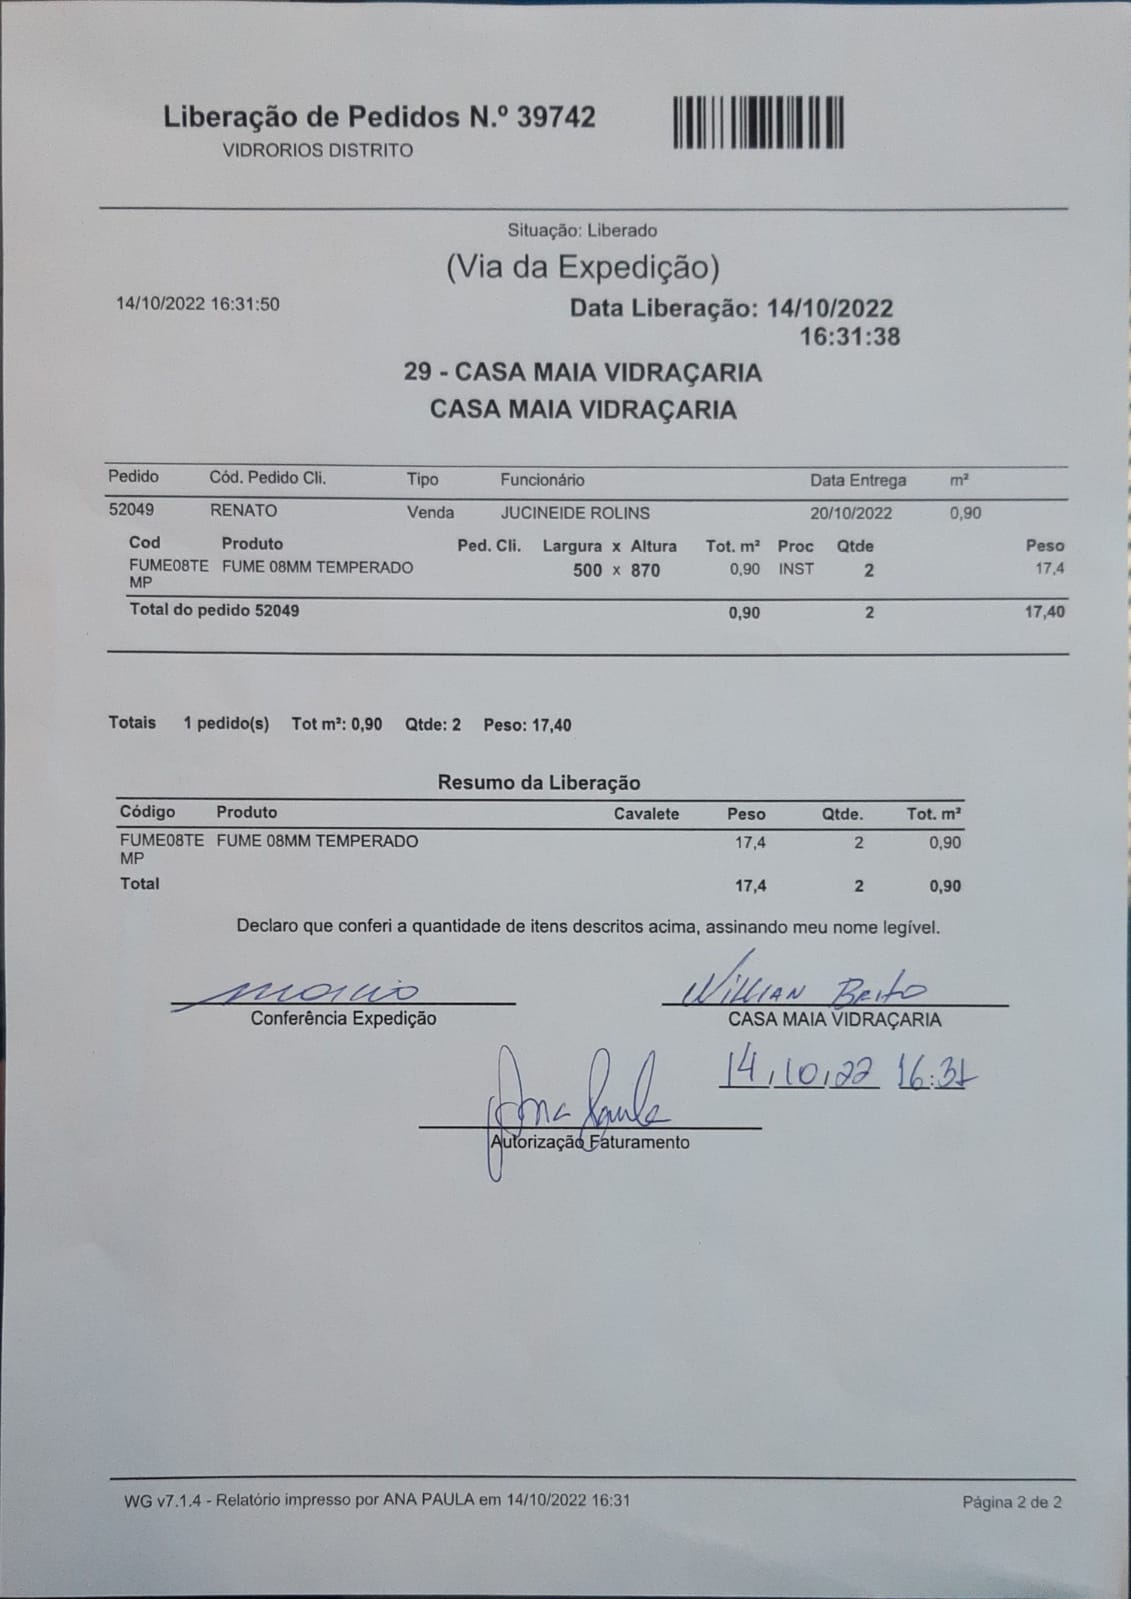 Liberação de Pedidos N.º 39742
VIDRORIOS DISTRITO
Situação: Liberado
(Via da Expedição)
14/10/2022 16:31:50
Data Liberação: 14/10/2022
16:31:38
29 - CASA MAIA VIDRAÇARIA
CASA MAIA VIDRAÇARIA
Pedido Cód. Pedido Cli. Tipo Funcionário Data Entrega m²
52049 RENATO Venda JUCINEIDE ROLINS 20/10/2022 0,90
Cod Produto Ped. Cli. Largura x Altura Tot. m² Proc Qtde Peso
FUME08TE FUME 08MM TEMPERADO 500 x 870 0,90 INST 2 17,4
MP
Total do pedido 52049 0,90 2 17,40
Totais 1 pedido(s) Tot m²: 0,90 Qtde: 2 Peso: 17,40
Resumo da Liberação
Código Produto Cavalete Peso Qtde. Tot. m²
FUME08TE FUME 08MM TEMPERADO 17,4 2 0,90
MP
Total 17,4 2 0,90
Declaro que conferi a quantidade de itens descritos acima, assinando meu nome legível.
Marcio Willian Brito
Conferência Expedição CASA MAIA VIDRAÇARIA
14,10,22 16:31
Ana Paula
Autorização Faturamento
WG v7.1.4 - Relatório impresso por ANA PAULA em 14/10/2022 16:31 Página 2 de 2